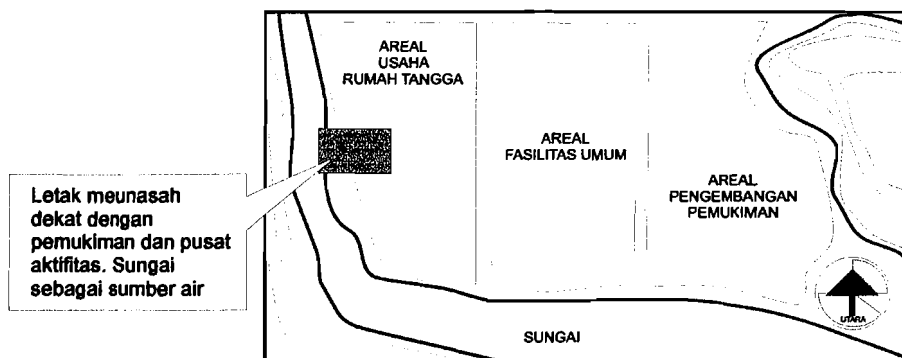 AREAL
USAHA
RUMAH TANGGA
AREAL
FASILITAS UMUM
AREAL
PENGEMBANGAN
PEMUKIMAN
Letak meunasah
dekat dengan
pemukiman dan pusat
aktifitas. Sungai
sebagai sumber air
UTARA
SUNGAI